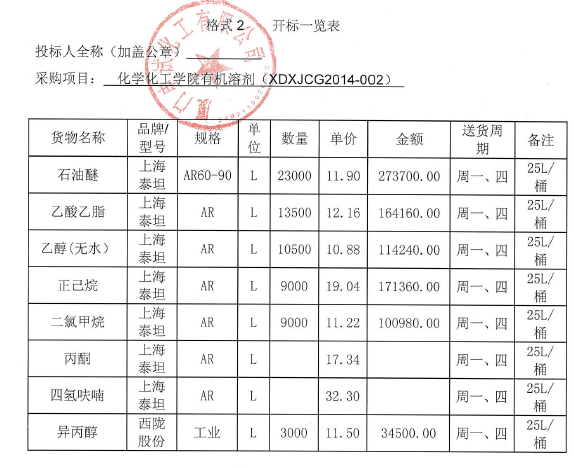 格式 2 开标一览表
投标人全称（加盖公章）
采购项目： 化学化工学院有机溶剂（XDXJCG2014-002）
货物名称 品牌/型号 规格 单位 数量 单价 金额 送货周期 备注
石油醚 上海泰坦 AR60-90 L 23000 11.90 273700.00 周一、四 25L/桶
乙酸乙脂 上海泰坦 AR L 13500 12.16 164160.00 周一、四 25L/桶
乙醇(无水） 上海泰坦 AR L 10500 10.88 114240.00 周一、四 25L/桶
正己烷 上海泰坦 AR L 9000 19.04 171360.00 周一、四 25L/桶
二氯甲烷 上海泰坦 AR L 9000 11.22 100980.00 周一、四 25L/桶
丙酮 上海泰坦 AR L 17.34 周一、四 25L/桶
四氢呋喃 上海泰坦 AR L 32.30 周一、四 25L/桶
异丙醇 西陇股份 工业 L 3000 11.50 34500.00 周一、四 25L/桶